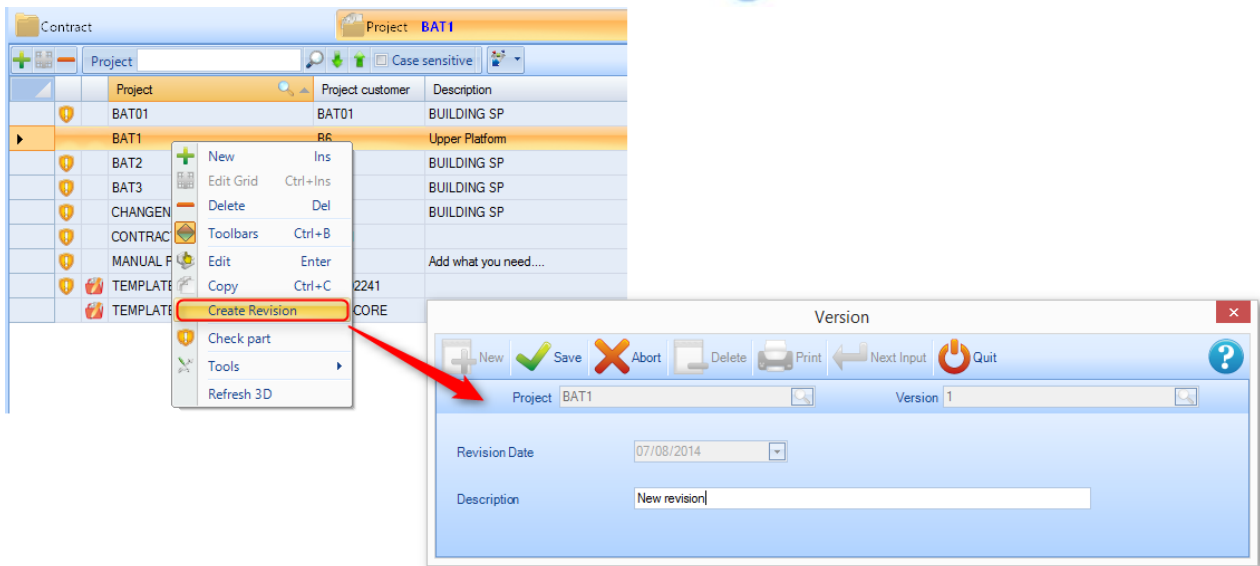 Contract
Project BAT1
Project
Case sensitive
Project Project customer Description
BAT01 BAT01 BUILDING SP
BAT1 B6 Upper Platform
BAT2 BUILDING SP
BAT3 BUILDING SP
CHANGEN BUILDING SP
CONTRAC
MANUAL P Add what you need....
TEMPLATE 2241
TEMPLATE CORE
New Ins
Edit Grid Ctrl+Ins
Delete Del
Toolbars Ctrl+B
Edit Enter
Copy Ctrl+C
Create Revision
Check part
Tools
Refresh 3D
Version
New Save Abort Delete Print Next Input Quit ?
Project BAT1 Version 1
Revision Date 07/08/2014
Description New revision